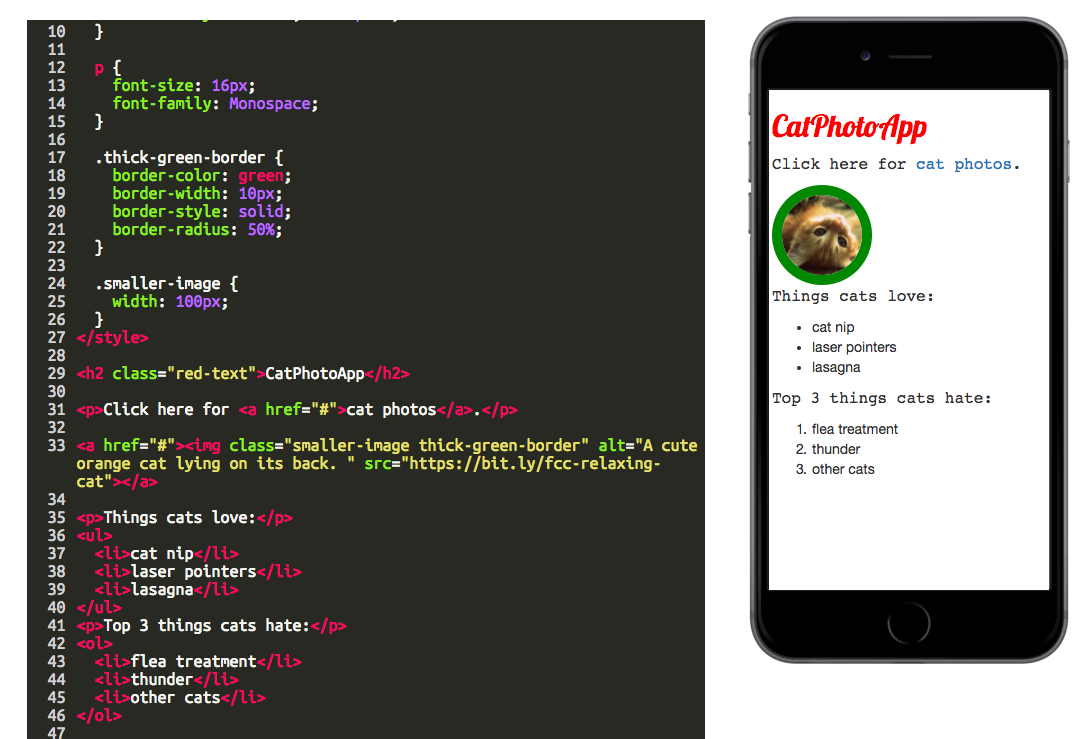 10 }
11
12 p {
13 font-size: 16px;
14 font-family: Monospace;
15 }
16
17 .thick-green-border {
18 border-color: green;
19 border-width: 10px;
20 border-style: solid;
21 border-radius: 50%;
22 }
23
24 .smaller-image {
25 width: 100px;
26 }
27 </style>
28
29 <h2 class="red-text">CatPhotoApp</h2>
30
31 <p>Click here for <a href="#">cat photos</a>.</p>
32
33 <a href="#"><img class="smaller-image thick-green-border" alt="A cute
orange cat lying on its back. " src="https://bit.ly/fcc-relaxing-
cat"></a>
34
35 <p>Things cats love:</p>
36 <ul>
37 <li>cat nip</li>
38 <li>laser pointers</li>
39 <li>lasagna</li>
40 </ul>
41 <p>Top 3 things cats hate:</p>
42 <ol>
43 <li>flea treatment</li>
44 <li>thunder</li>
45 <li>other cats</li>
46 </ol>
47
CatPhotoApp
Click here for cat photos.
Things cats love:
• cat nip
• laser pointers
• lasagna
Top 3 things cats hate:
1. flea treatment
2. thunder
3. other cats